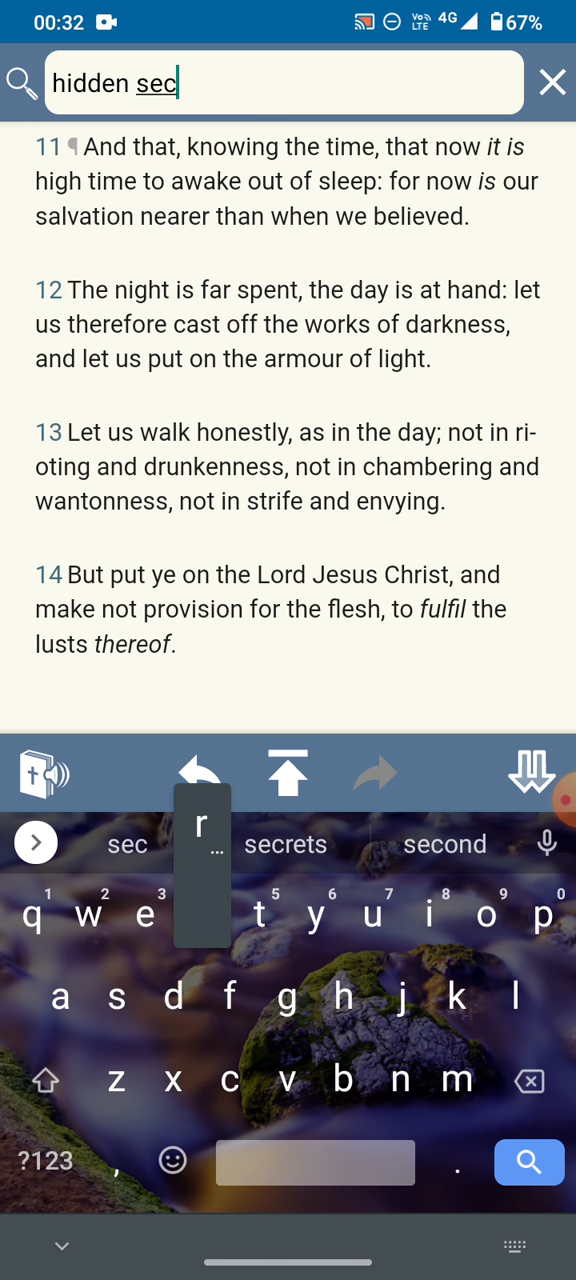 00:32 Vo)) LTE 4G 67%
hidden sec
11 ¶ And that, knowing the time, that now it is
high time to awake out of sleep: for now is our
salvation nearer than when we believed.
12 The night is far spent, the day is at hand: let
us therefore cast off the works of darkness,
and let us put on the armour of light.
13 Let us walk honestly, as in the day; not in ri-
oting and drunkenness, not in chambering and
wantonness, not in strife and envying.
14 But put ye on the Lord Jesus Christ, and
make not provision for the flesh, to fulfil the
lusts thereof.
r
...
sec secrets second
1 2 3 5 6 7 8 9 0
q w e t y u i o p
a s d f g h j k l
z x c v b n m
?123 , .